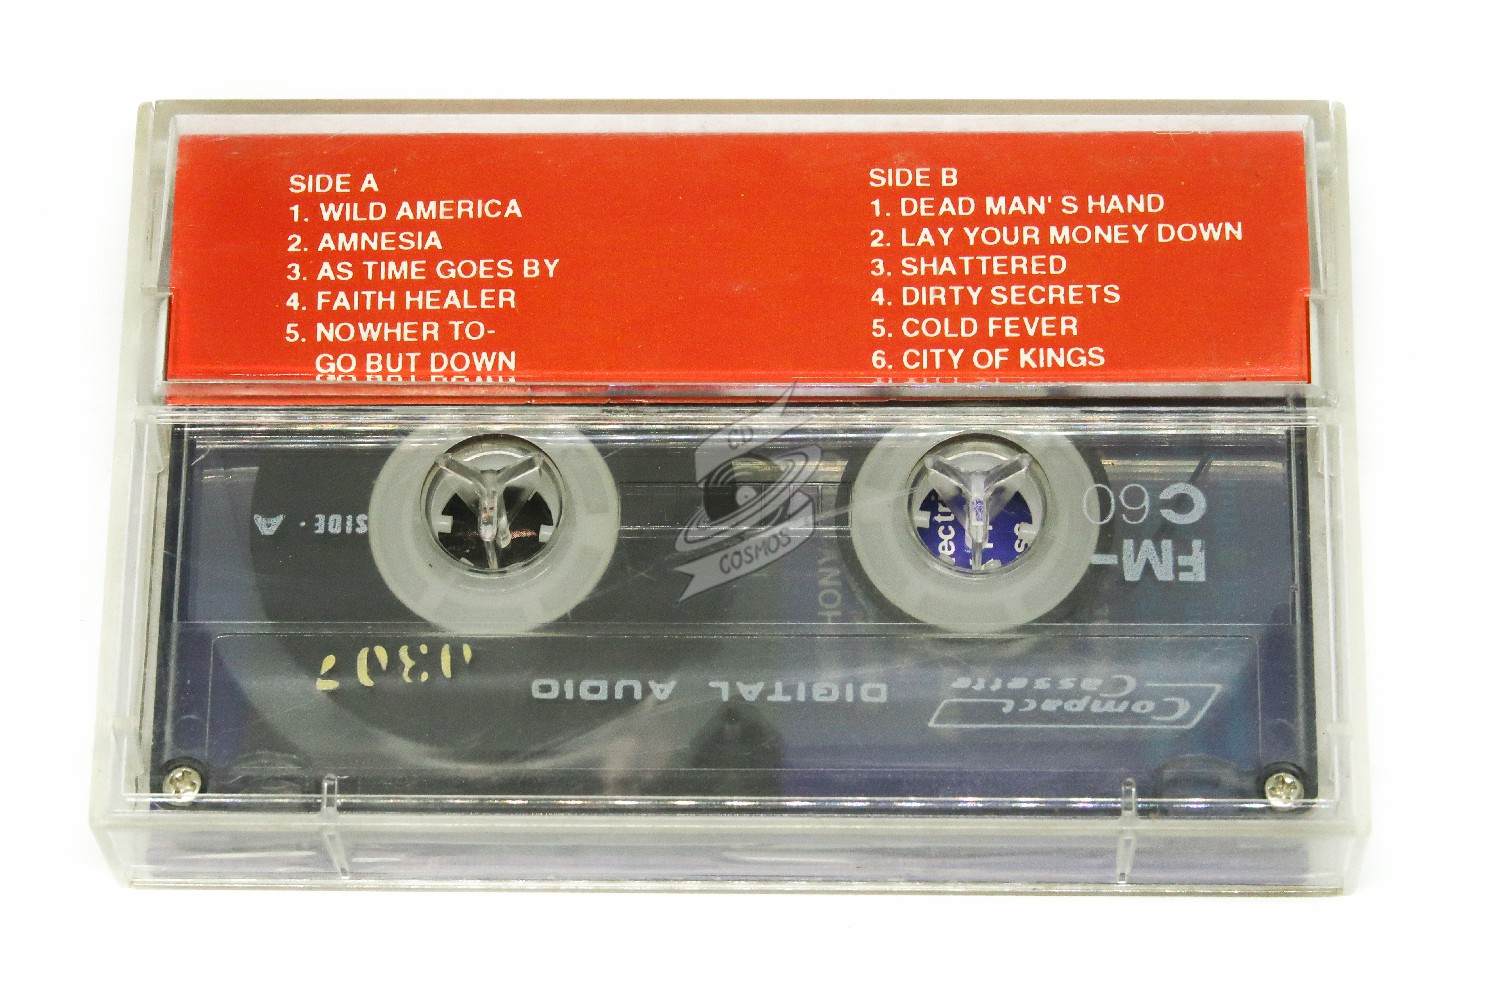 SIDE A
1. WILD AMERICA
2. AMNESIA
3. AS TIME GOES BY
4. FAITH HEALER
5. NOWHER TO-
GO BUT DOWN
SIDE B
1. DEAD MAN' S HAND
2. LAY YOUR MONEY DOWN
3. SHATTERED
4. DIRTY SECRETS
5. COLD FEVER
6. CITY OF KINGS
CD
COSMOS
SIDE · A
C60
FM-
DIGITAL AUDIO
Compact
Cassette